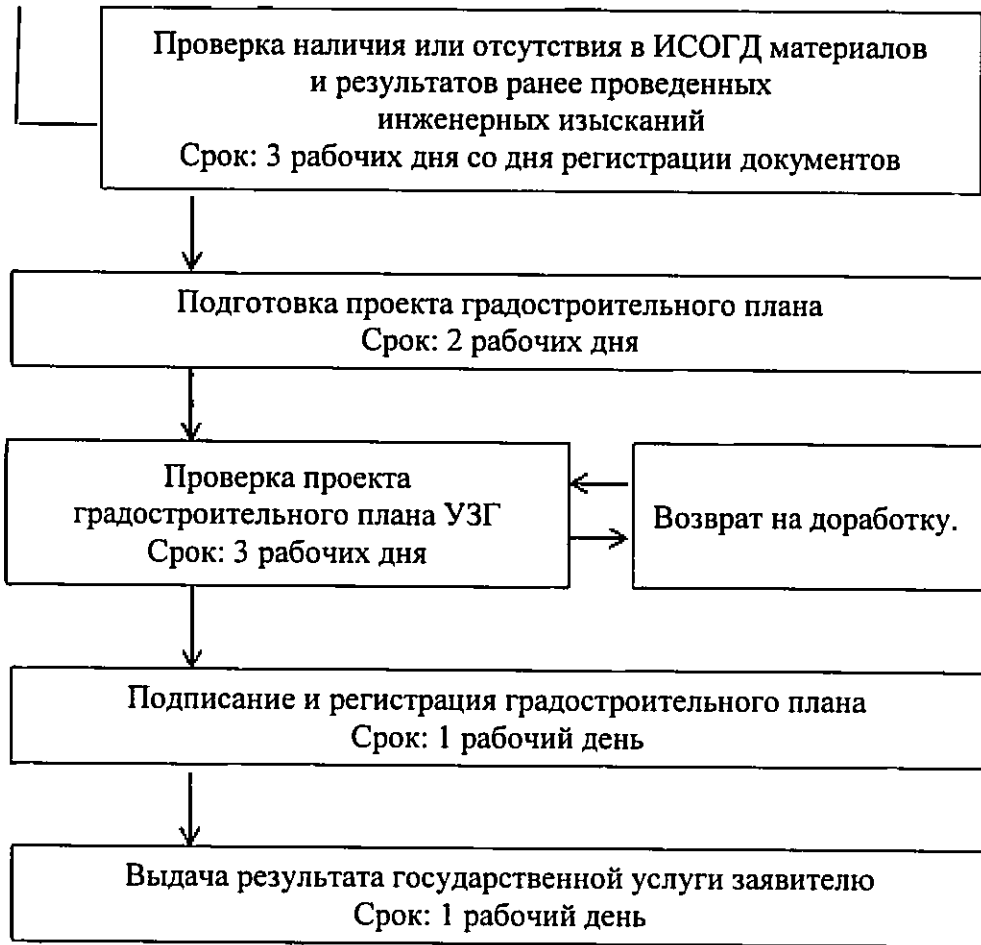 Проверка наличия или отсутствия в ИСОГД материалов
и результатов ранее проведенных
инженерных изысканий
Срок: 3 рабочих дня со дня регистрации документов
Подготовка проекта градостроительного плана
Срок: 2 рабочих дня
Проверка проекта
градостроительного плана УЗГ
Срок: 3 рабочих дня
Возврат на доработку.
Подписание и регистрация градостроительного плана
Срок: 1 рабочий день
Выдача результата государственной услуги заявителю
Срок: 1 рабочий день